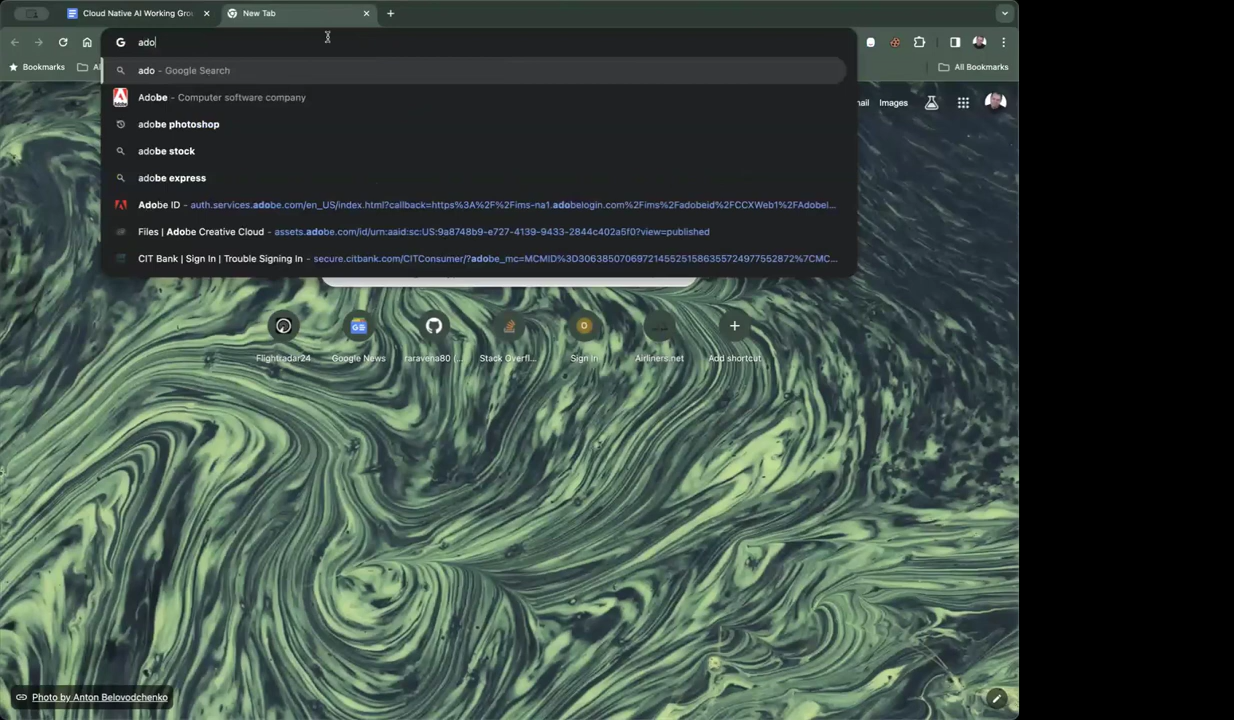 Cloud Native AI Working Gro
New Tab
ado
Bookmarks
All Bookmarks
ado - Google Search
Adobe - Computer software company
adobe photoshop
adobe stock
adobe express
Adobe ID - auth.services.adobe.com/en_US/index.html?callback=https%3A%2F%2Fims-na1.adobelogin.com%2Fims%2Fadobeid%2FCCXWeb1%2FAdobel...
Files | Adobe Creative Cloud - assets.adobe.com/id/urn:aaid:sc:US:9a8748b9-e727-4139-9433-2844c402a5f0?view=published
CIT Bank | Sign In | Trouble Signing In - secure.citbank.com/CITConsumer/?adobe_mc=MCMID%3D30638507069721455251586355724977552872%7CMC...
ail Images
Flightradar24 Google News raravena80 (... Stack Overfl... Sign In Airliners.net Add shortcut
Photo by Anton Belovodchenko